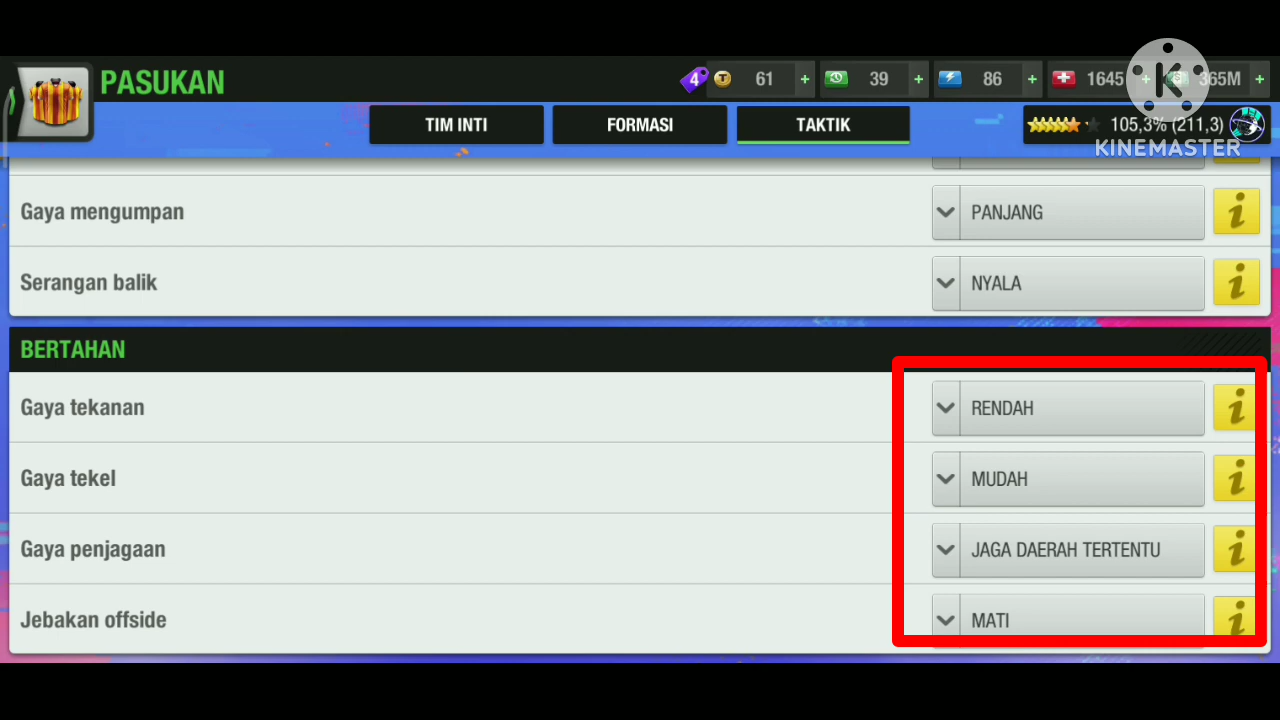 PASUKAN
4
61
+
39
+
86
+
1645
+
365M
+
K
TIM INTI
FORMASI
TAKTIK
105,3% (211,3)
KINEMASTER
Gaya mengumpan
PANJANG
i
Serangan balik
NYALA
i
BERTAHAN
Gaya tekanan
RENDAH
i
Gaya tekel
MUDAH
i
Gaya penjagaan
JAGA DAERAH TERTENTU
i
Jebakan offside
MATI
i